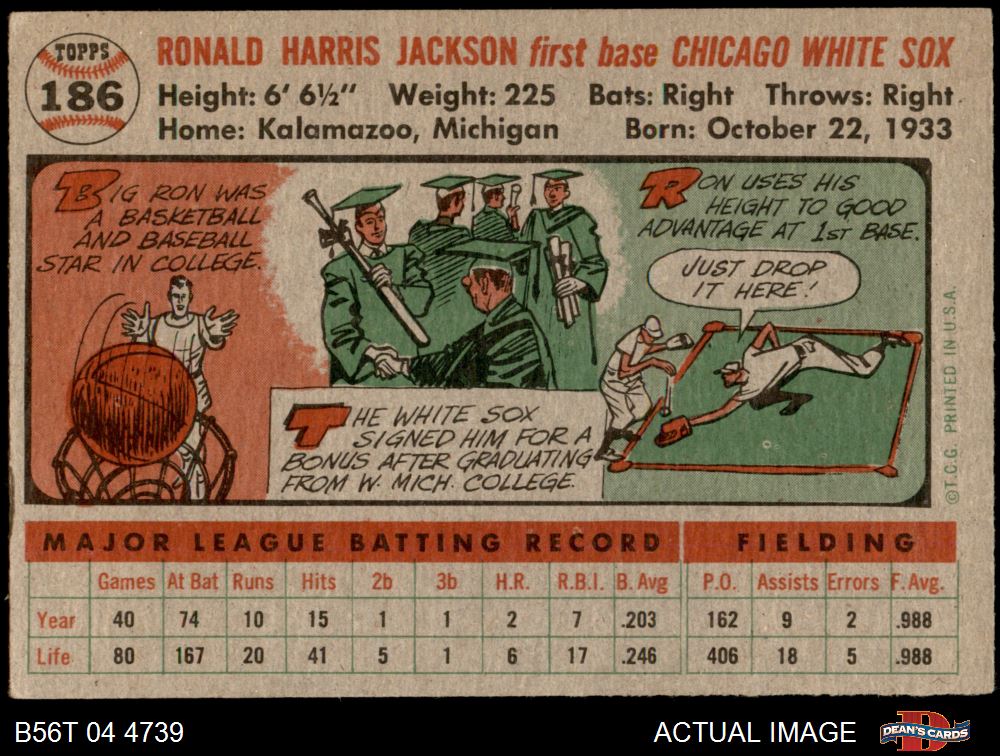 TOPPS
186
RONALD HARRIS JACKSON first base CHICAGO WHITE SOX
Height: 6' 6½" Weight: 225 Bats: Right Throws: Right
Home: Kalamazoo, Michigan Born: October 22, 1933
BIG RON WAS
A BASKETBALL
AND BASEBALL
STAR IN COLLEGE.
THE WHITE SOX
SIGNED HIM FOR A
BONUS AFTER GRADUATING
FROM W. MICH. COLLEGE.
RON USES HIS
HEIGHT TO GOOD
ADVANTAGE AT 1ST BASE.
JUST DROP
IT HERE!
©T.C.G. PRINTED IN U.S.A.
MAJOR LEAGUE BATTING RECORD FIELDING
Games At Bat Runs Hits 2b 3b H.R. R.B.I. B. Avg P.O. Assists Errors F. Avg.
Year 40 74 10 15 1 1 2 7 .203 162 9 2 .988
Life 80 167 20 41 5 1 6 17 .246 406 18 5 .988
B56T 04 4739 ACTUAL IMAGE D DEAN'S CARDS